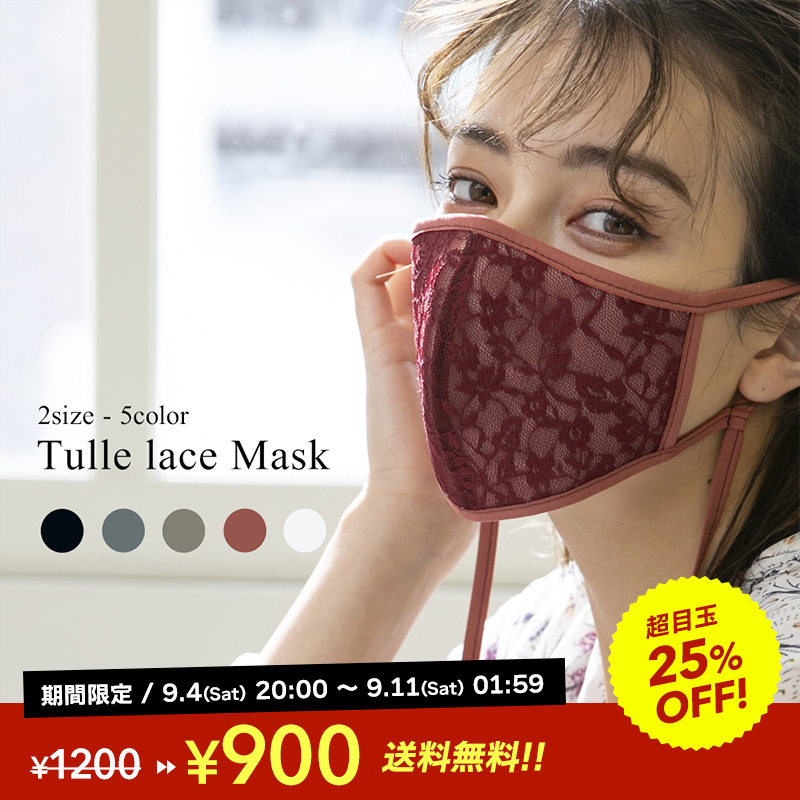 2size - 5color
Tulle lace Mask
超目玉
25%
OFF!
期間限定 / 9.4(Sat) 20:00 ~ 9.11(Sat) 01:59
¥1200 ▸▸ ¥900 送料無料!!